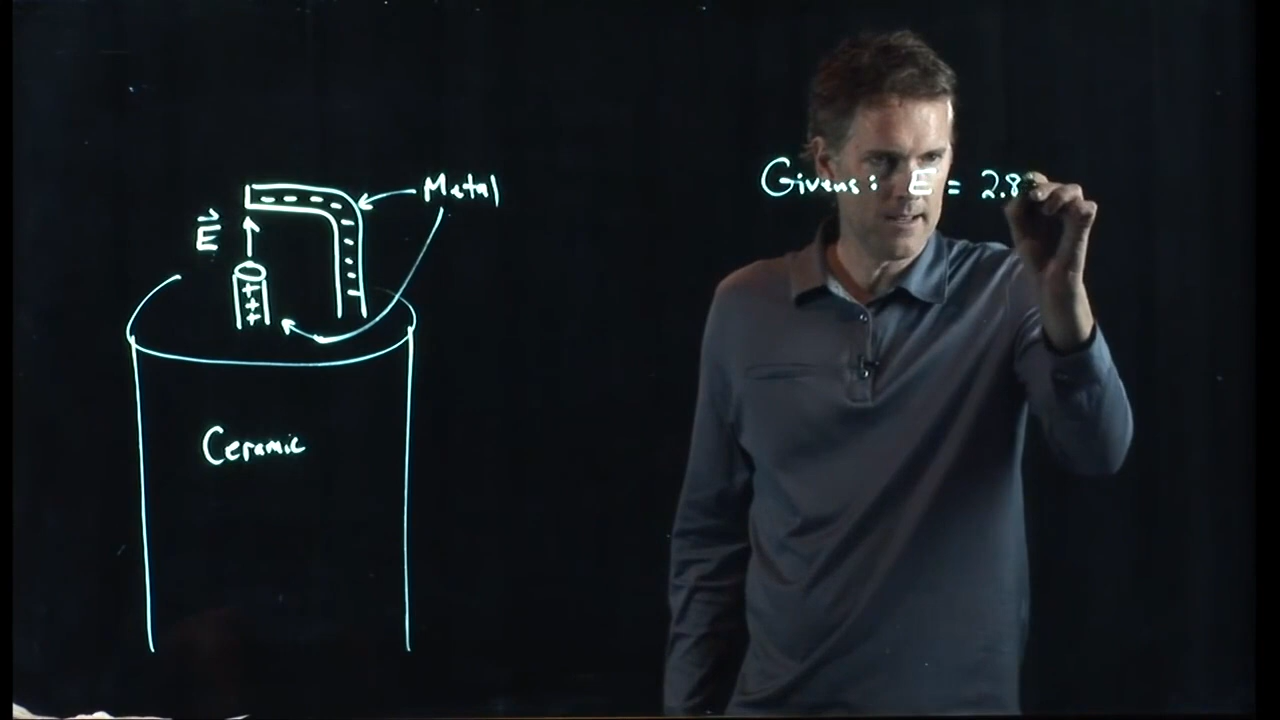 Metal
E
+
+
+
Ceramic
Givens: E = 2.8